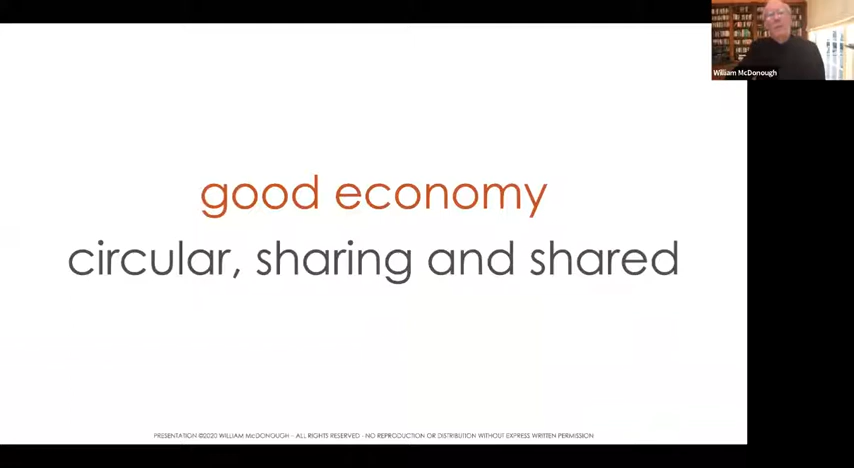 William McDonough
good economy
circular, sharing and shared
PRESENTATION ©2020 WILLIAM McDONOUGH - ALL RIGHTS RESERVED - NO REPRODUCTION OR DISTRIBUTION WITHOUT EXPRESS WRITTEN PERMISSION